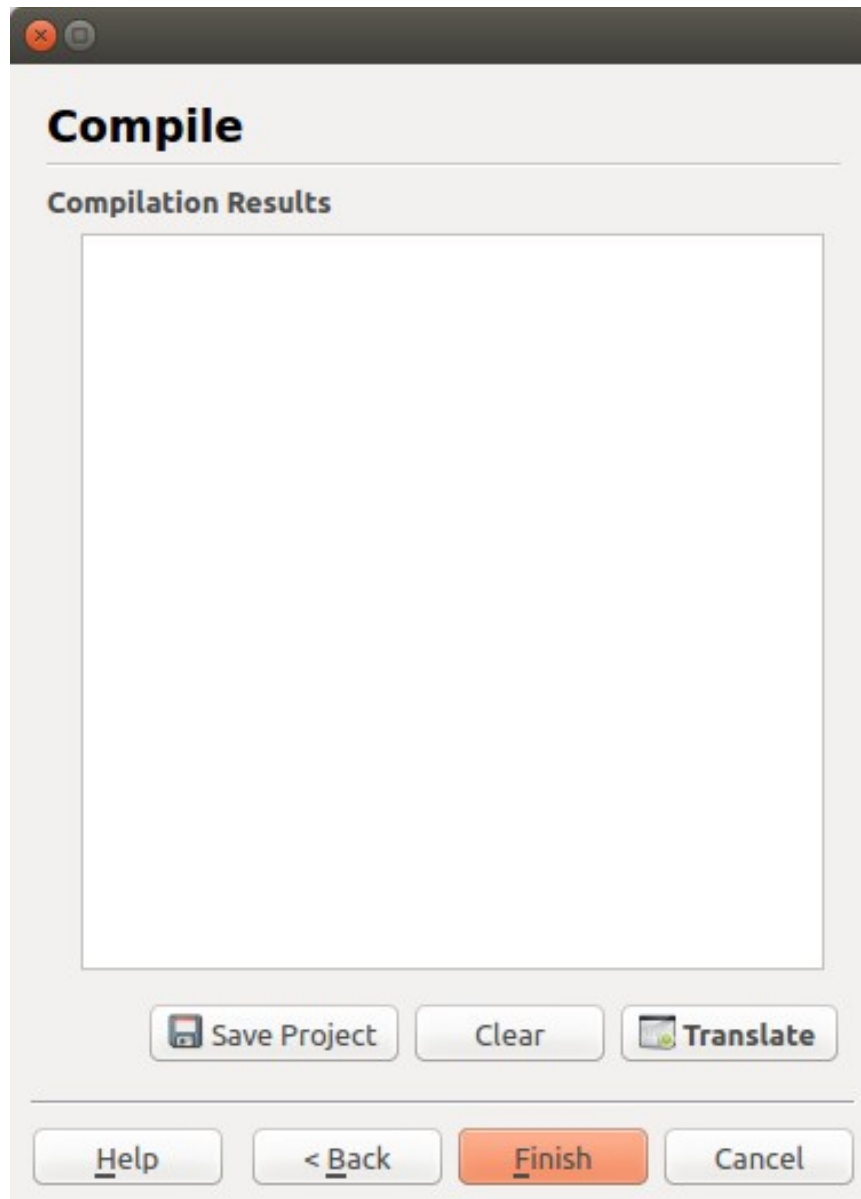 Compile
Compilation Results
Save Project Clear Translate
Help < Back Finish Cancel